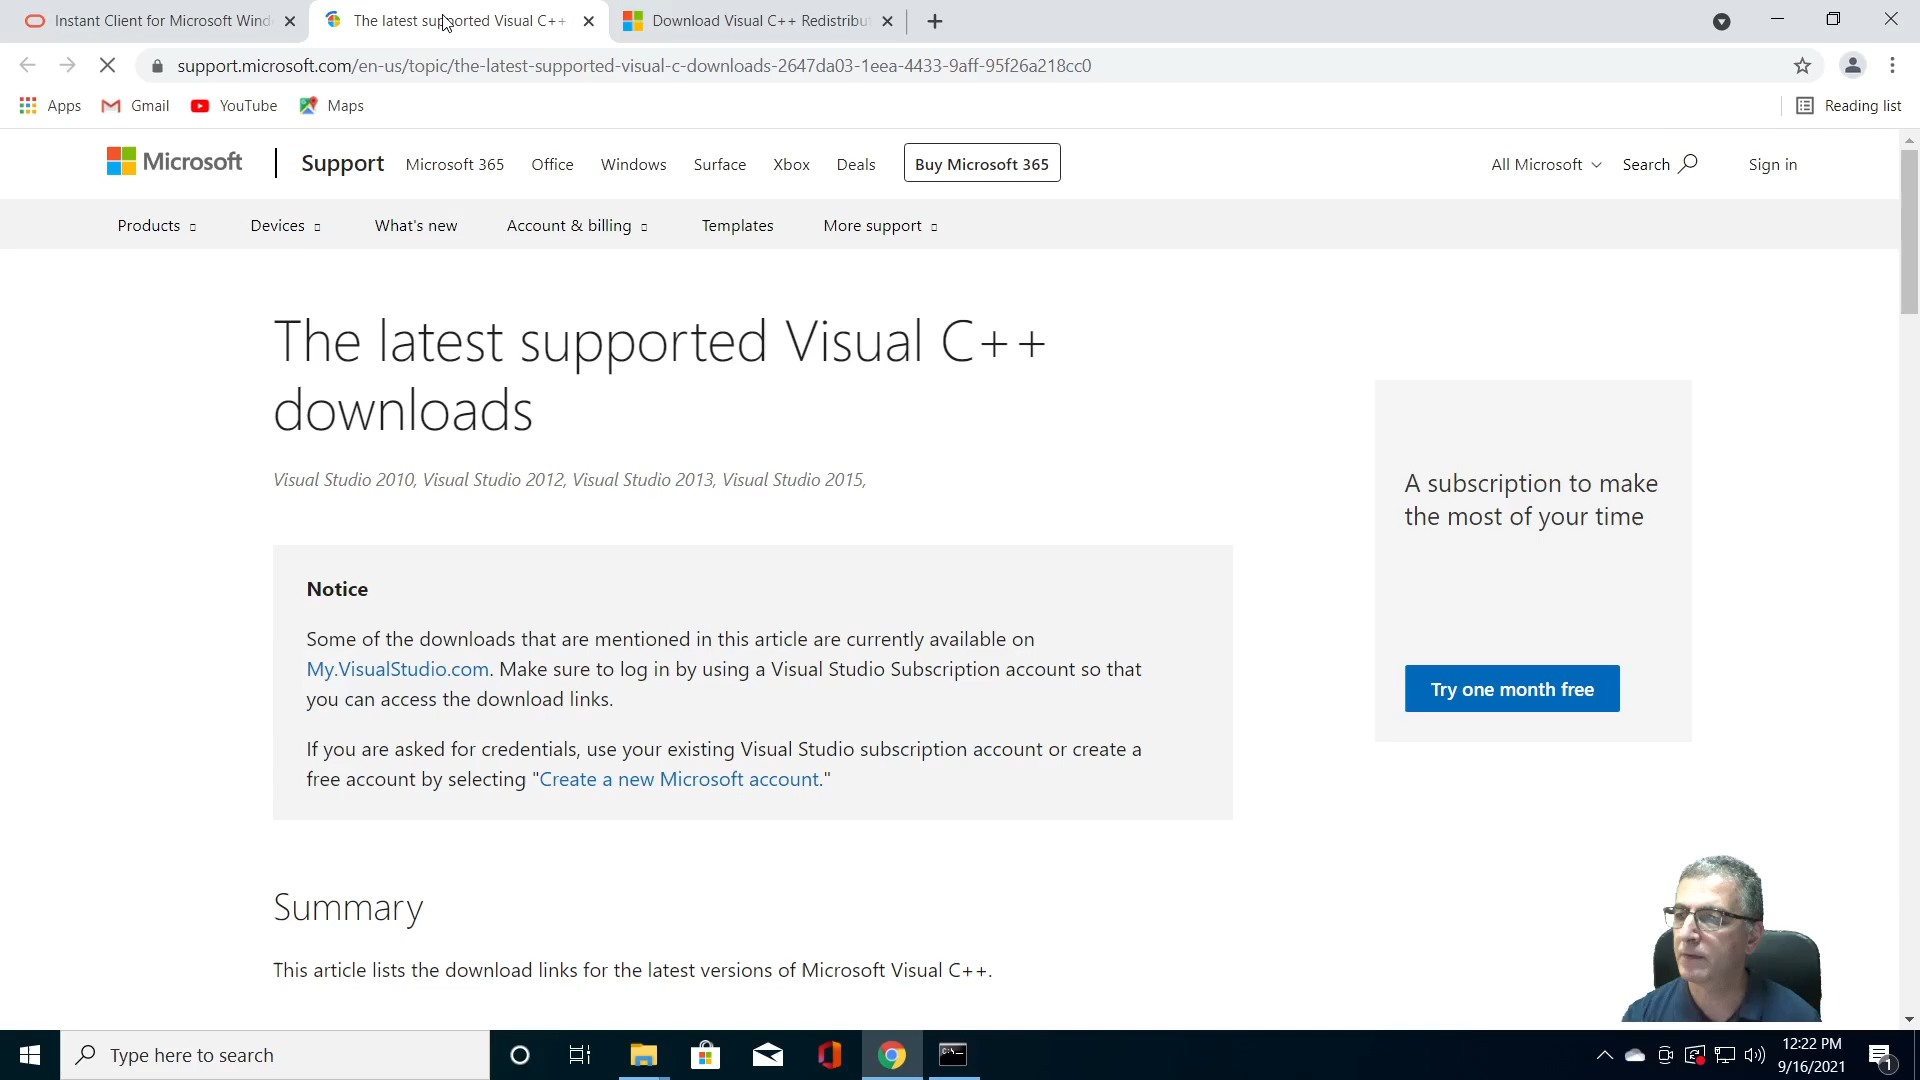 Instant Client for Microsoft Wind
The latest supported Visual C++
Download Visual C++ Redistribut
support.microsoft.com/en-us/topic/the-latest-supported-visual-c-downloads-2647da03-1eea-4433-9aff-95f26a218cc0
Apps
Gmail
YouTube
Maps
Reading list
Microsoft
Support
Microsoft 365
Office
Windows
Surface
Xbox
Deals
Buy Microsoft 365
All Microsoft
Search
Sign in
Products
Devices
What's new
Account & billing
Templates
More support
The latest supported Visual C++
downloads
Visual Studio 2010, Visual Studio 2012, Visual Studio 2013, Visual Studio 2015,
Notice
Some of the downloads that are mentioned in this article are currently available on
My.VisualStudio.com. Make sure to log in by using a Visual Studio Subscription account so that
you can access the download links.
If you are asked for credentials, use your existing Visual Studio subscription account or create a
free account by selecting "Create a new Microsoft account."
A subscription to make
the most of your time
Try one month free
Summary
This article lists the download links for the latest versions of Microsoft Visual C++.
Type here to search
C:\_
12:22 PM
9/16/2021
1